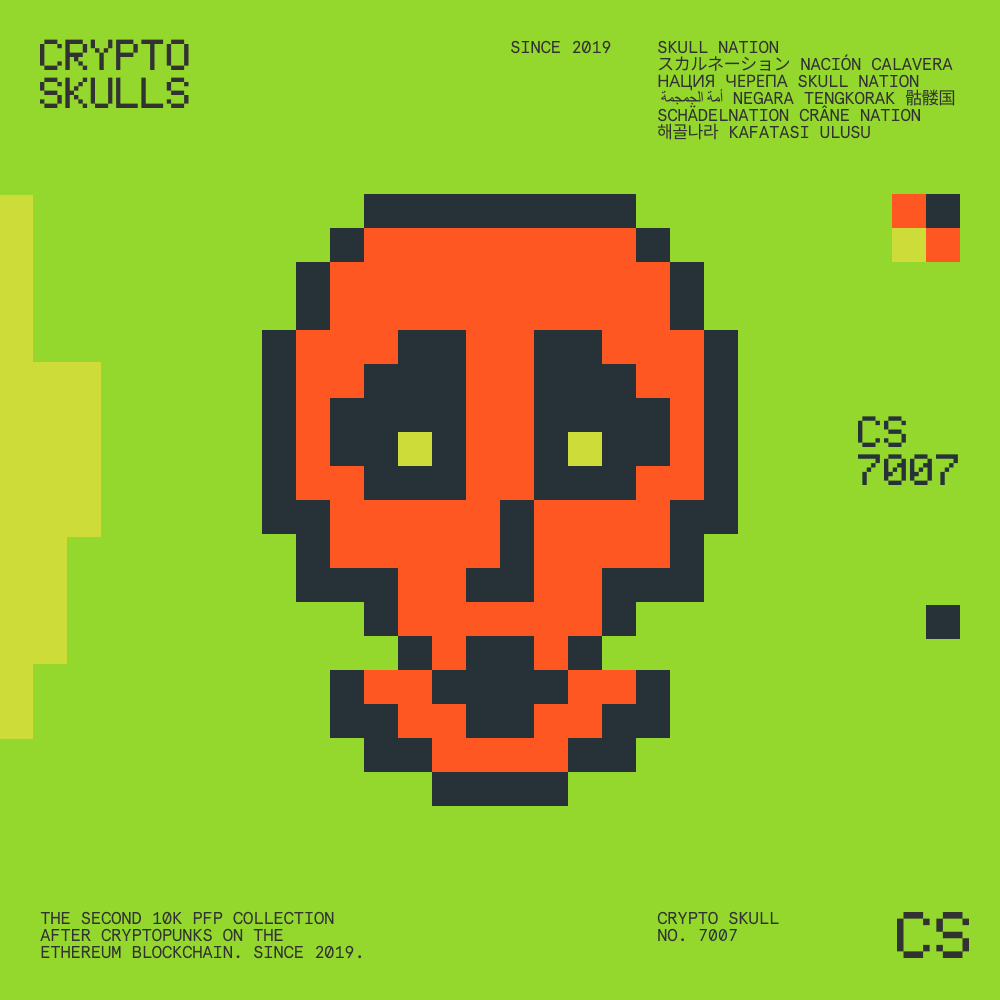 CRYPTO
SKULLS
SINCE 2019
SKULL NATION
スカルネーション NACIÓN CALAVERA
НАЦИЯ ЧЕРЕПА SKULL NATION
أمة الجمجمة NEGARA TENGKORAK 骷髅国
SCHÄDELNATION CRÂNE NATION
해골나라 KAFATASI ULUSU
CS
7007
THE SECOND 10K PFP COLLECTION
AFTER CRYPTOPUNKS ON THE
ETHEREUM BLOCKCHAIN. SINCE 2019.
CRYPTO SKULL
NO. 7007
CS